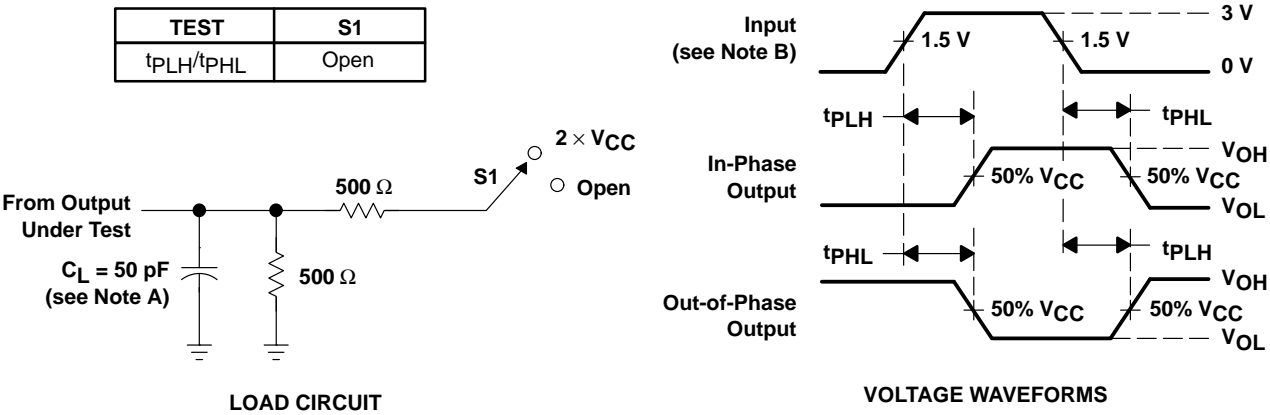 TEST S1
tPLH/tPHL Open
2 × VCC
S1
Open
500 Ω
From Output
Under Test
CL = 50 pF
(see Note A)
500 Ω
LOAD CIRCUIT
Input
(see Note B)
3 V
1.5 V 1.5 V
0 V
tPLH tPHL
In-Phase
Output
VOH
50% VCC 50% VCC
VOL
tPHL tPLH
Out-of-Phase
Output
VOH
50% VCC 50% VCC
VOL
VOLTAGE WAVEFORMS